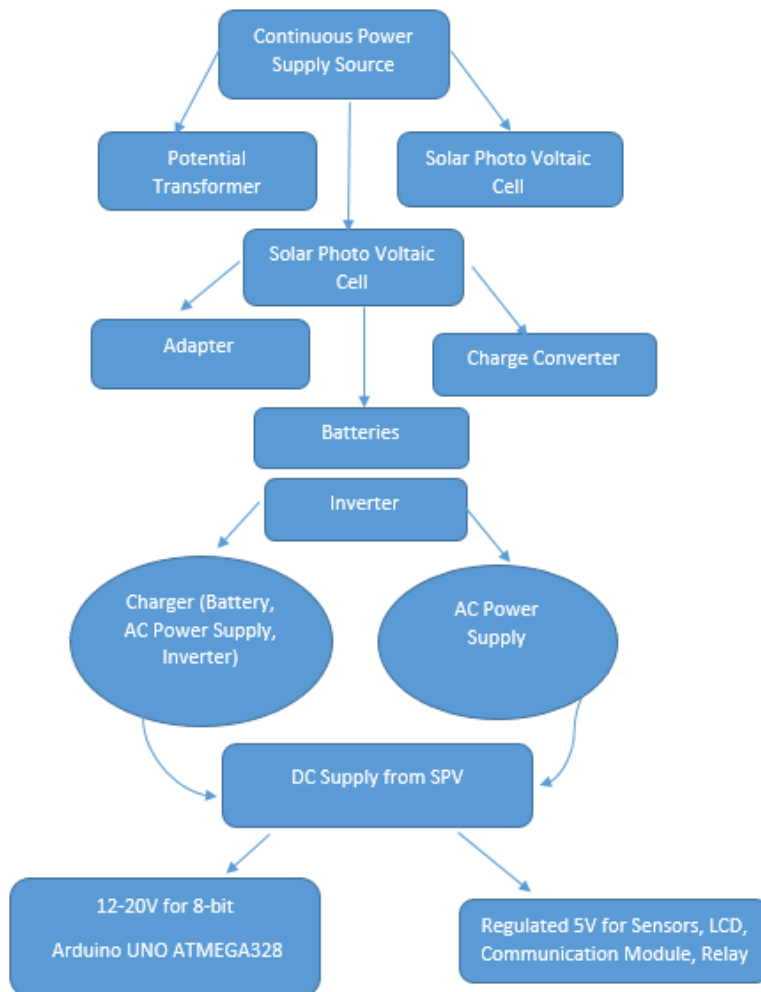 Continuous Power
Supply Source
Potential
Transformer
Solar Photo Voltaic
Cell
Solar Photo Voltaic
Cell
Adapter
Charge Converter
Batteries
Inverter
Charger (Battery,
AC Power Supply,
Inverter)
AC Power
Supply
DC Supply from SPV
12-20V for 8-bit
Arduino UNO ATMEGA328
Regulated 5V for Sensors, LCD,
Communication Module, Relay